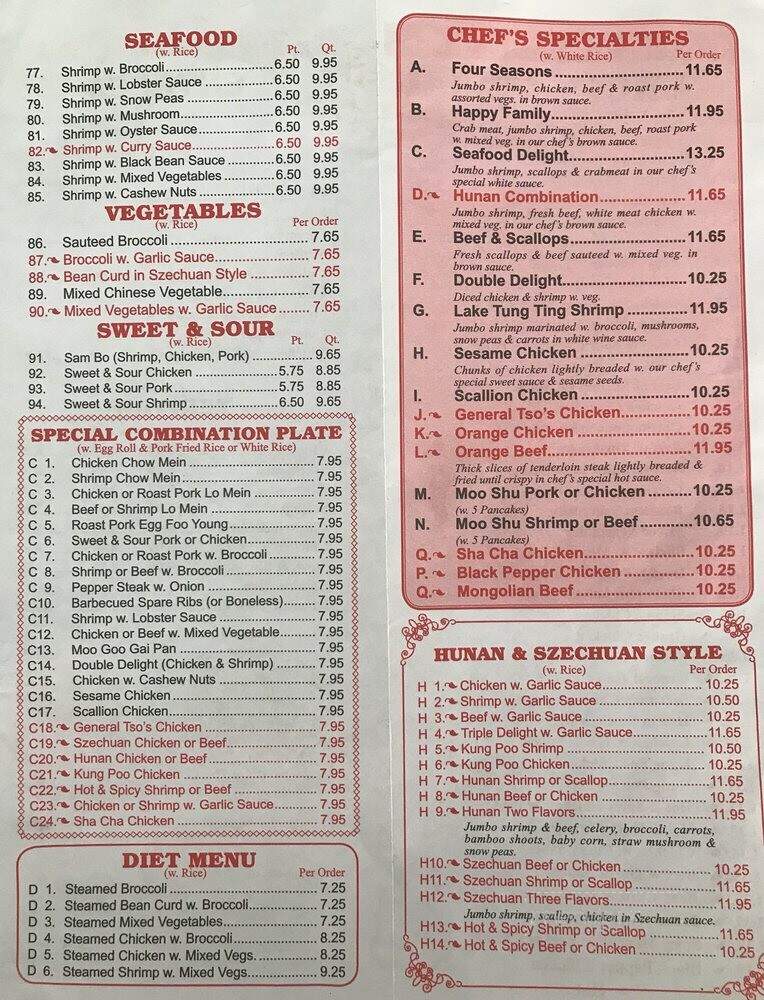 SEAFOOD
(w. Rice) Pt. Qt.
77. Shrimp w. Broccoli 6.50 9.95
78. Shrimp w. Lobster Sauce 6.50 9.95
79. Shrimp w. Snow Peas 6.50 9.95
80. Shrimp w. Mushroom 6.50 9.95
81. Shrimp w. Oyster Sauce 6.50 9.95
82. Shrimp w. Curry Sauce 6.50 9.95
83. Shrimp w. Black Bean Sauce 6.50 9.95
84. Shrimp w. Mixed Vegetables 6.50 9.95
85. Shrimp w. Cashew Nuts 6.50 9.95
VEGETABLES
(w. Rice) Per Order
86. Sauteed Broccoli 7.65
87. Broccoli w. Garlic Sauce 7.65
88. Bean Curd in Szechuan Style 7.65
89. Mixed Chinese Vegetable 7.65
90. Mixed Vegetables w. Garlic Sauce 7.65
SWEET & SOUR
(w. Rice) Pt. Qt.
91. Sam Bo (Shrimp, Chicken, Pork) 9.65
92. Sweet & Sour Chicken 5.75 8.85
93. Sweet & Sour Pork 5.75 8.85
94. Sweet & Sour Shrimp 6.50 9.65
SPECIAL COMBINATION PLATE
(w. Egg Roll & Pork Fried Rice or White Rice)
C 1. Chicken Chow Mein 7.95
C 2. Shrimp Chow Mein 7.95
C 3. Chicken or Roast Pork Lo Mein 7.95
C 4. Beef or Shrimp Lo Mein 7.95
C 5. Roast Pork Egg Foo Young 7.95
C 6. Sweet & Sour Pork or Chicken 7.95
C 7. Chicken or Roast Pork w. Broccoli 7.95
C 8. Shrimp or Beef w. Broccoli 7.95
C 9. Pepper Steak w. Onion 7.95
C10. Barbecued Spare Ribs (or Boneless) 7.95
C11. Shrimp w. Lobster Sauce 7.95
C12. Chicken or Beef w. Mixed Vegetable 7.95
C13. Moo Goo Gai Pan 7.95
C14. Double Delight (Chicken & Shrimp) 7.95
C15. Chicken w. Cashew Nuts 7.95
C16. Sesame Chicken 7.95
C17. Scallion Chicken 7.95
C18. General Tso's Chicken 7.95
C19. Szechuan Chicken or Beef 7.95
C20. Hunan Chicken or Beef 7.95
C21. Kung Poo Chicken 7.95
C22. Hot & Spicy Shrimp or Beef 7.95
C23. Chicken or Shrimp w. Garlic Sauce 7.95
C24. Sha Cha Chicken 7.95
DIET MENU
(w. Rice) Per Order
D 1. Steamed Broccoli 7.25
D 2. Steamed Bean Curd w. Broccoli 7.25
D 3. Steamed Mixed Vegetables 7.25
D 4. Steamed Chicken w. Broccoli 8.25
D 5. Steamed Chicken w. Mixed Vegs. 8.25
D 6. Steamed Shrimp w. Mixed Vegs. 9.25
CHEF'S SPECIALTIES
(w. White Rice) Per Order
A. Four Seasons 11.65
Jumbo shrimp, chicken, beef & roast pork w.
assorted vegs. in brown sauce.
B. Happy Family 11.95
Crab meat, jumbo shrimp, chicken, beef, roast pork
w. mixed veg. in our chef's brown sauce.
C. Seafood Delight 13.25
Jumbo shrimp, scallops & crabmeat in our chef's
special white sauce.
D. Hunan Combination 11.65
Jumbo shrimp, fresh beef, white meat chicken w.
mixed veg. in our chef's brown sauce.
E. Beef & Scallops 11.65
Fresh scallops & beef sauteed w. mixed veg. in
brown sauce.
F. Double Delight 10.25
Diced chicken & shrimp w. veg.
G. Lake Tung Ting Shrimp 11.95
Jumbo shrimp marinated w. broccoli, mushrooms,
snow peas & carrots in white wine sauce.
H. Sesame Chicken 10.25
Chunks of chicken lightly breaded w. our chef's
special sweet sauce & sesame seeds.
I. Scallion Chicken 10.25
J. General Tso's Chicken 10.25
K. Orange Chicken 10.25
L. Orange Beef 11.95
Thick slices of tenderloin steak lightly breaded &
fried until crispy in chef's special hot sauce.
M. Moo Shu Pork or Chicken 10.25
(w. 5 Pancakes)
N. Moo Shu Shrimp or Beef 10.65
(w. 5 Pancakes)
Q. Sha Cha Chicken 10.25
P. Black Pepper Chicken 10.25
Q. Mongolian Beef 10.25
HUNAN & SZECHUAN STYLE
(w. Rice) Per Order
H 1. Chicken w. Garlic Sauce 10.25
H 2. Shrimp w. Garlic Sauce 10.50
H 3. Beef w. Garlic Sauce 10.25
H 4. Triple Delight w. Garlic Sauce 11.65
H 5. Kung Poo Shrimp 10.50
H 6. Kung Poo Chicken 10.25
H 7. Hunan Shrimp or Scallop 11.65
H 8. Hunan Beef or Chicken 10.25
H 9. Hunan Two Flavors 11.95
Jumbo shrimp & beef, celery, broccoli, carrots,
bamboo shoots, baby corn, straw mushroom &
snow peas.
H10. Szechuan Beef or Chicken 10.25
H11. Szechuan Shrimp or Scallop 11.65
H12. Szechuan Three Flavors 11.95
Jumbo shrimp, scallop, chicken in Szechuan sauce.
H13. Hot & Spicy Shrimp or Scallop 11.65
H14. Hot & Spicy Beef or Chicken 10.25